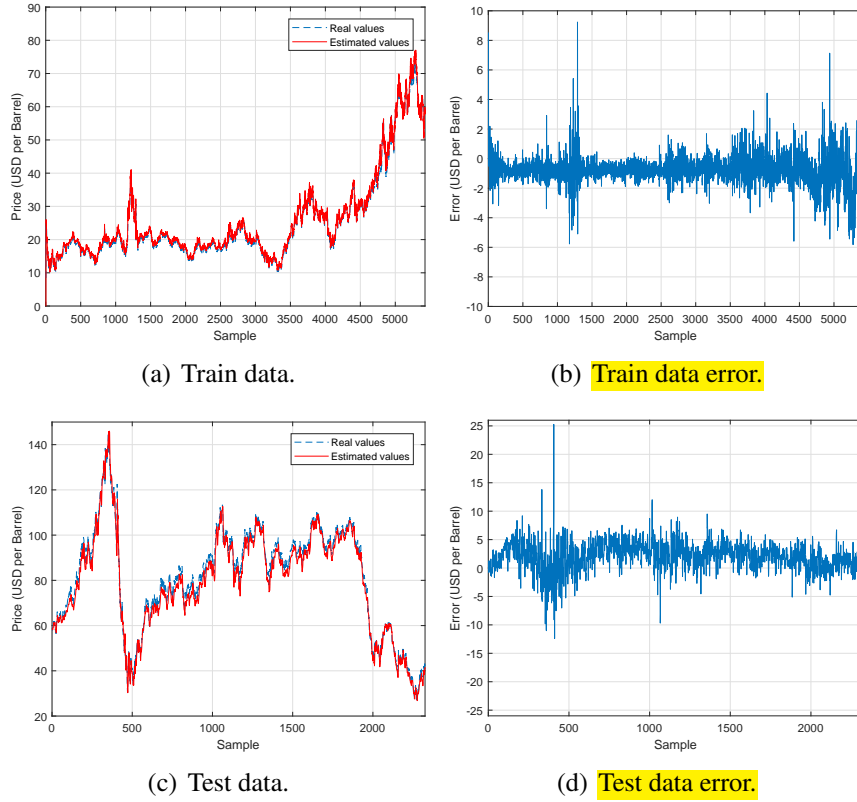 90
80
70
60
50
40
30
20
10
0
Price (USD per Barrel)
Real values
Estimated values
0 500 1000 1500 2000 2500 3000 3500 4000 4500 5000
Sample
(a) Train data.
10
8
6
4
2
0
-2
-4
-6
-8
-10
Error (USD per Barrel)
0 500 1000 1500 2000 2500 3000 3500 4000 4500 5000
Sample
(b) Train data error.
140
120
100
80
60
40
20
Price (USD per Barrel)
Real values
Estimated values
0 500 1000 1500 2000
Sample
(c) Test data.
25
20
15
10
5
0
-5
-10
-15
-20
-25
Error (USD per Barrel)
0 500 1000 1500 2000
Sample
(d) Test data error.